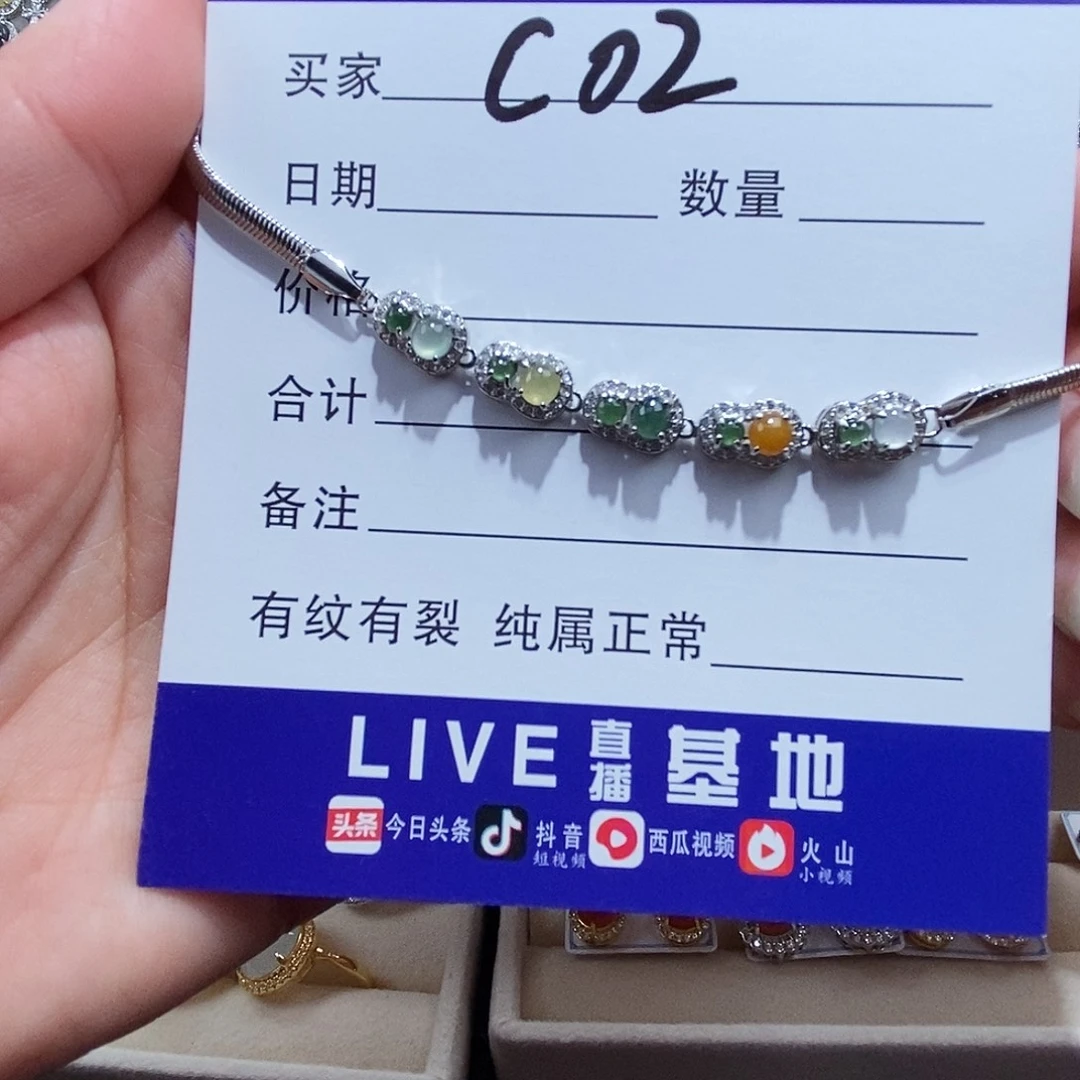 买家 C02
日期 数量
价格
合计
备注
有纹有裂 纯属正常
LIVE 直播 基地
头条 今日头条 抖音短视频 西瓜视频 火山小视频